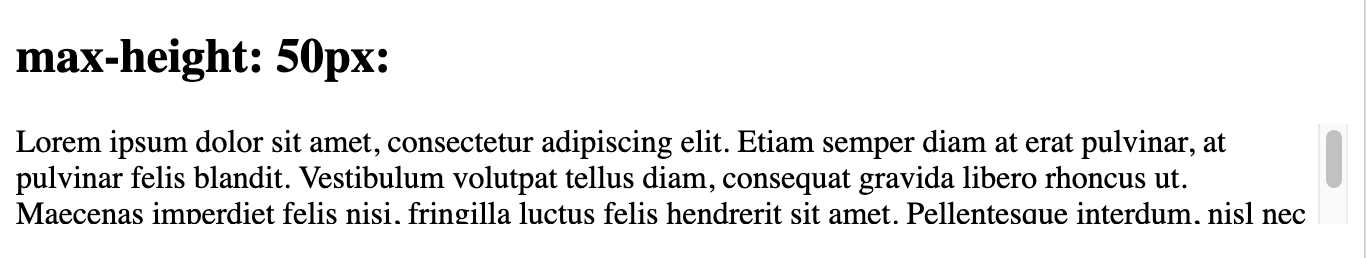 max-height: 50px:
Lorem ipsum dolor sit amet, consectetur adipiscing elit. Etiam semper diam at erat pulvinar, at
pulvinar felis blandit. Vestibulum volutpat tellus diam, consequat gravida libero rhoncus ut.
Maecenas imperdiet felis nisi, fringilla luctus felis hendrerit sit amet. Pellentesque interdum, nisl nec